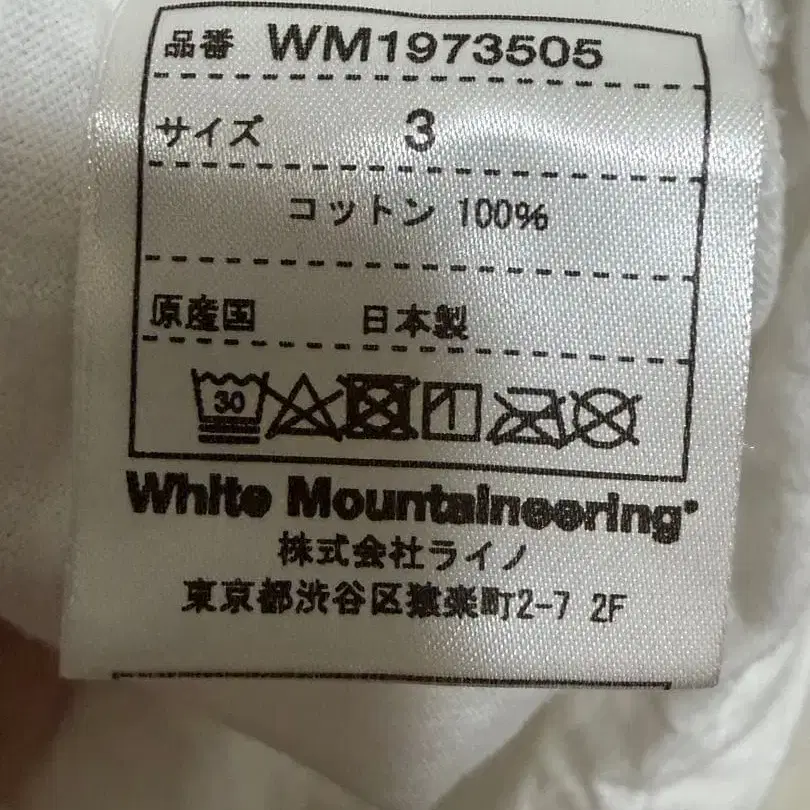 品番 WM1973505
サイズ 3
コットン 100%
原産国 日本製
30
White Mountaineering
株式会社ライノ
東京都渋谷区猿楽町2-7 2F